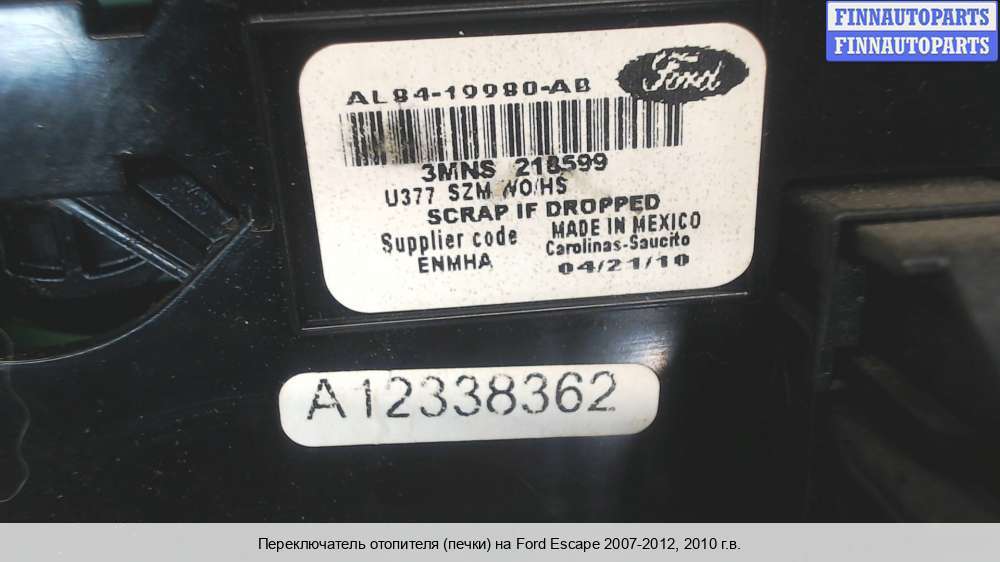 FINNAUTOPARTS
FINNAUTOPARTS
Ford
AL84-19980-AB
3MNS 218599
U377 SZM WO/HS
SCRAP IF DROPPED
Supplier code MADE IN MEXICO
ENMHA Carolinas-Saucito
04/21/10
A12338362
Переключатель отопителя (печки) на Ford Escape 2007-2012, 2010 г.в.